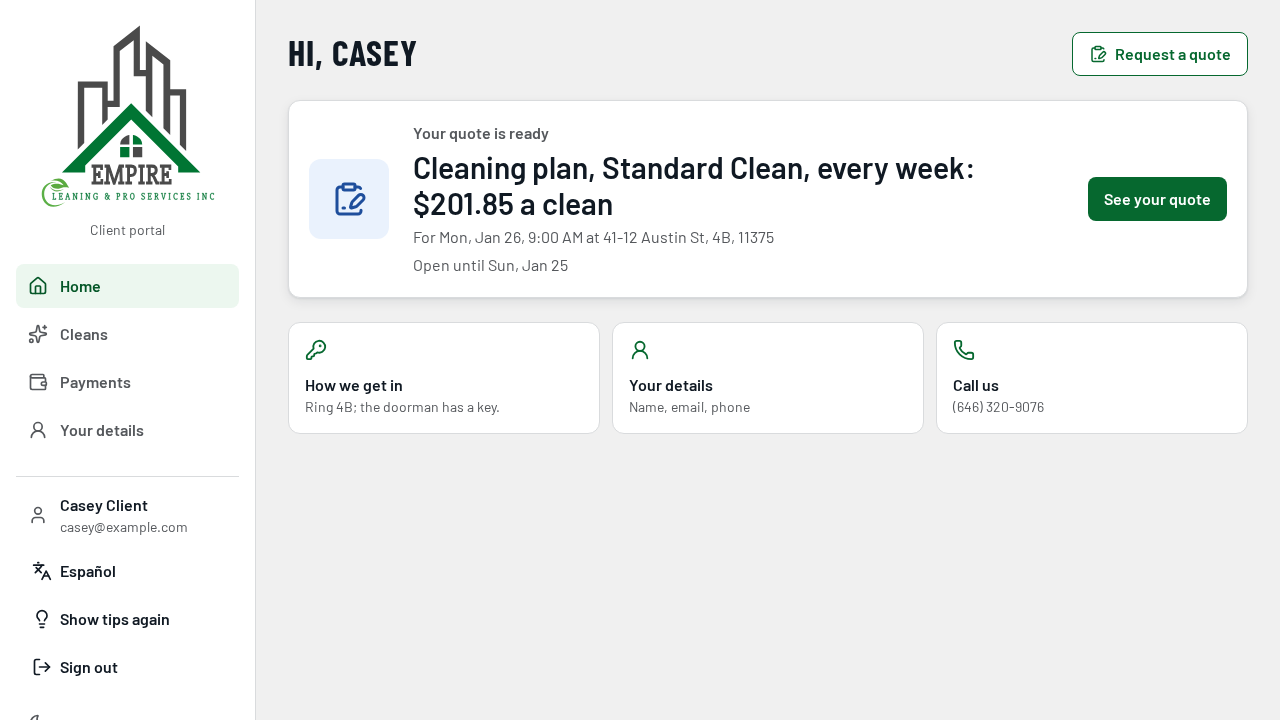 EMPIRE
LEANING & PRO SERVICES INC
Client portal
Home
Cleans
Payments
Your details
Casey Client
casey@example.com
Español
Show tips again
Sign out
HI, CASEY
Request a quote
Your quote is ready
Cleaning plan, Standard Clean, every week:
$201.85 a clean
For Mon, Jan 26, 9:00 AM at 41-12 Austin St, 4B, 11375
Open until Sun, Jan 25
See your quote
How we get in
Ring 4B; the doorman has a key.
Your details
Name, email, phone
Call us
(646) 320-9076